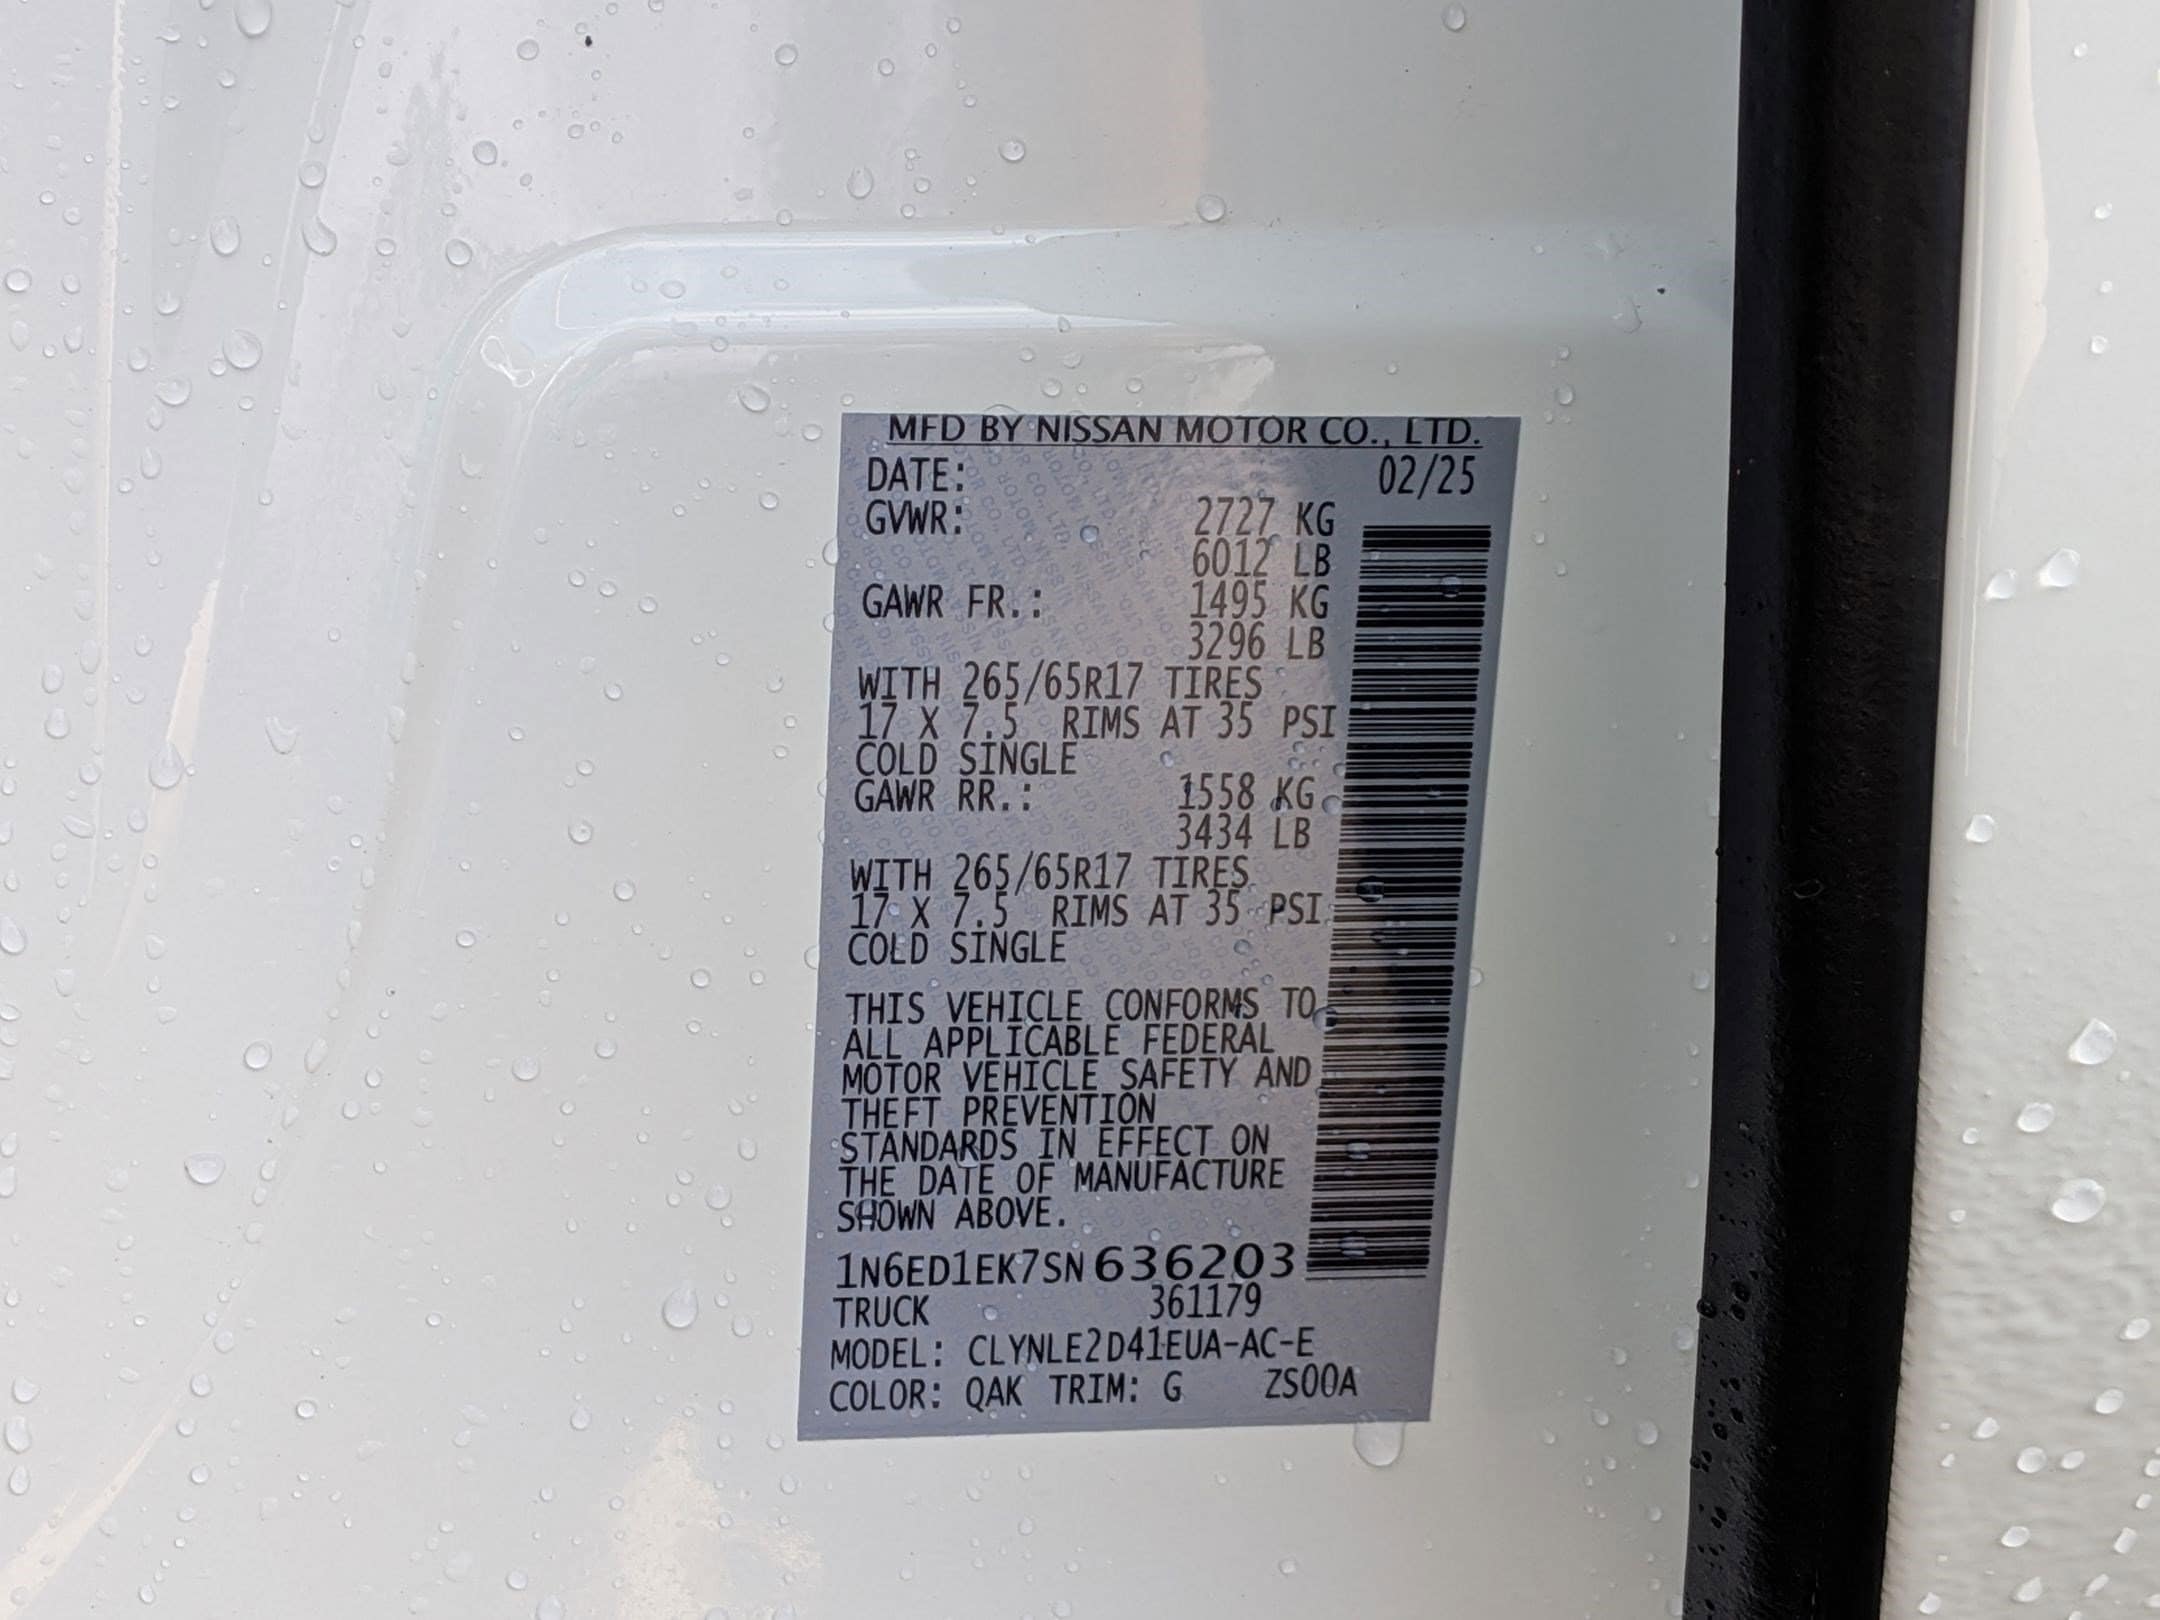 MFD BY NISSAN MOTOR CO., LTD.
DATE: 02/25
GVWR: 2727 KG
6012 LB
GAWR FR.: 1495 KG
3296 LB
WITH 265/65R17 TIRES
17 X 7.5 RIMS AT 35 PSI
COLD SINGLE
GAWR RR.: 1558 KG
3434 LB
WITH 265/65R17 TIRES
17 X 7.5 RIMS AT 35 PSI
COLD SINGLE
THIS VEHICLE CONFORMS TO
ALL APPLICABLE FEDERAL
MOTOR VEHICLE SAFETY AND
THEFT PREVENTION
STANDARDS IN EFFECT ON
THE DATE OF MANUFACTURE
SHOWN ABOVE.
1N6ED1EK7SN636203
TRUCK 361179
MODEL: CLYNLE2D41EUA-AC-E
COLOR: QAK TRIM: G ZS00A